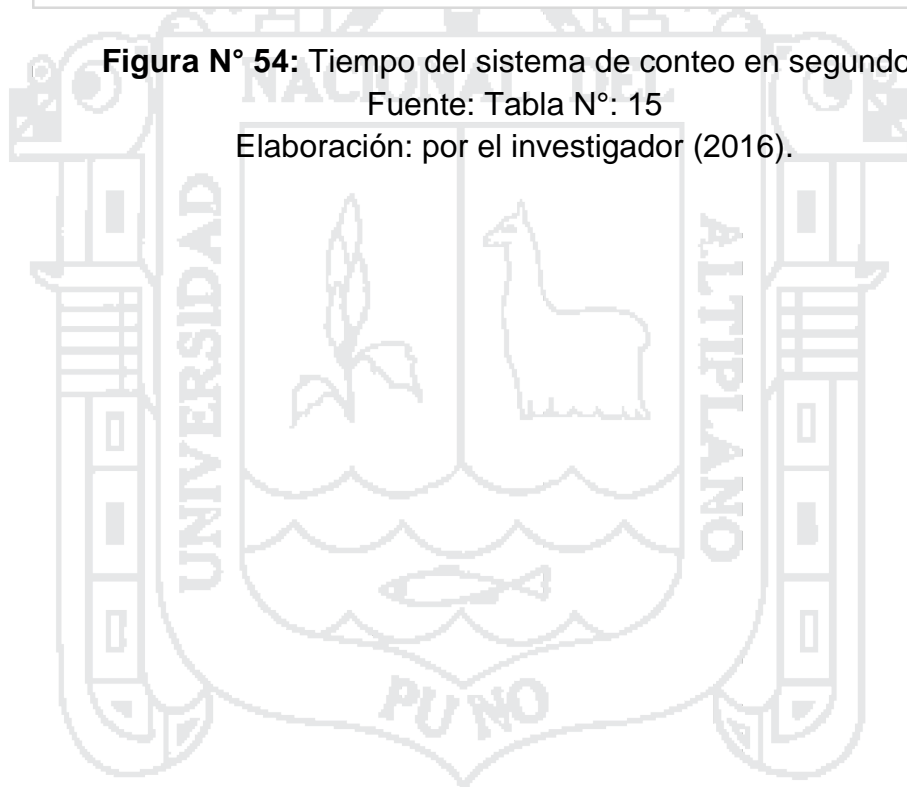 Figura N° 54: Tiempo del sistema de conteo en segundo
Fuente: Tabla N°: 15
Elaboración: por el investigador (2016).
NACIONAL DEL
UNIVERSIDAD
ALTIPLANO
PUNO